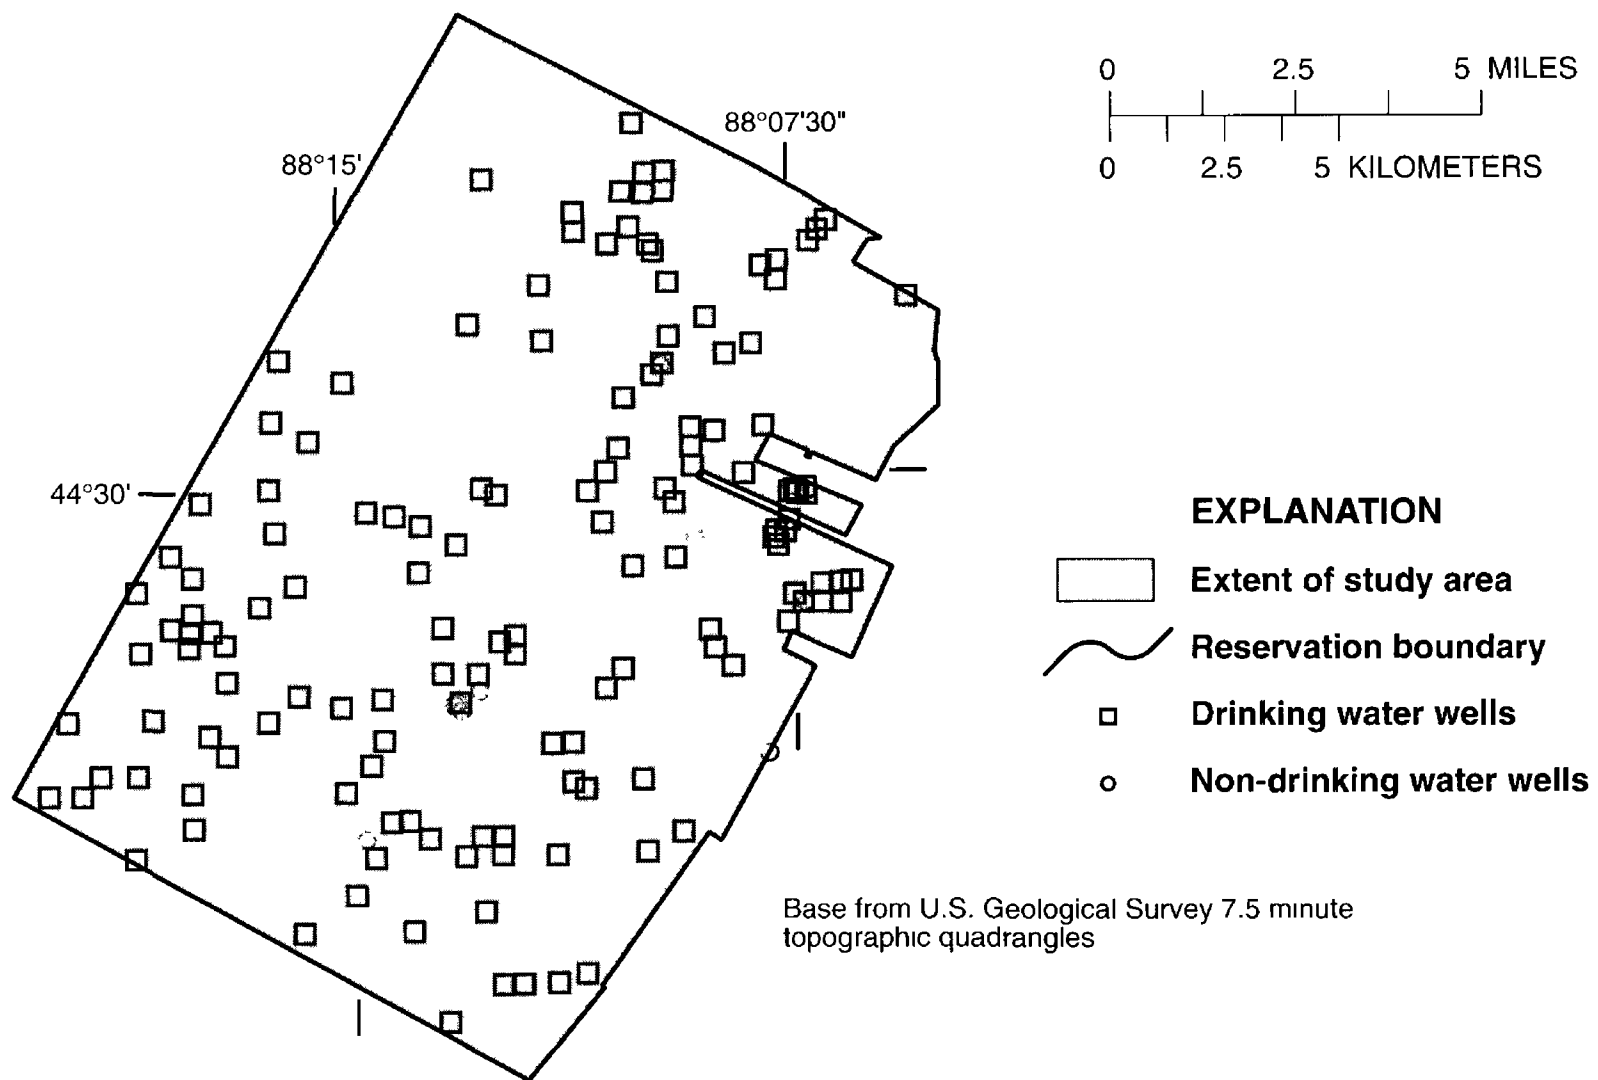 0 2.5 5 MILES
0 2.5 5 KILOMETERS
88°07'30"
88°15'
44°30'
EXPLANATION
Extent of study area
Reservation boundary
Drinking water wells
Non-drinking water wells
Base from U.S. Geological Survey 7.5 minute
topographic quadrangles